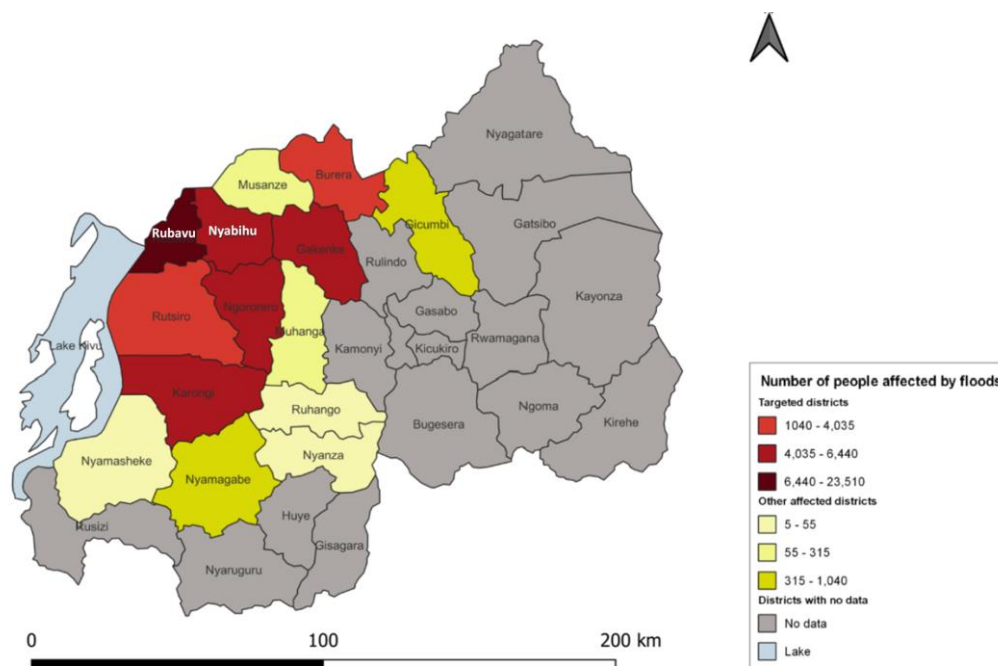 Nyagatare
Musanze
Burera
Gicumbi
Gatsibo
Rubavu
Nyabihu
Gakenke
Rulindo
Kayonza
Rutsiro
Ngororero
Gasabo
Lake Kivu
Muhanga
Kamonyi
Kicukiro
Rwamagana
Karongi
Ruhango
Bugesera
Ngoma
Kirehe
Nyamasheke
Nyanza
Nyamagabe
Rusizi
Huye
Gisagara
Nyaruguru
Number of people affected by floods
Targeted districts
1040 - 4,035
4,035 - 6,440
6,440 - 23,510
Other affected districts
5 - 55
55 - 315
315 - 1,040
Districts with no data
No data
Lake
0 100 200 km